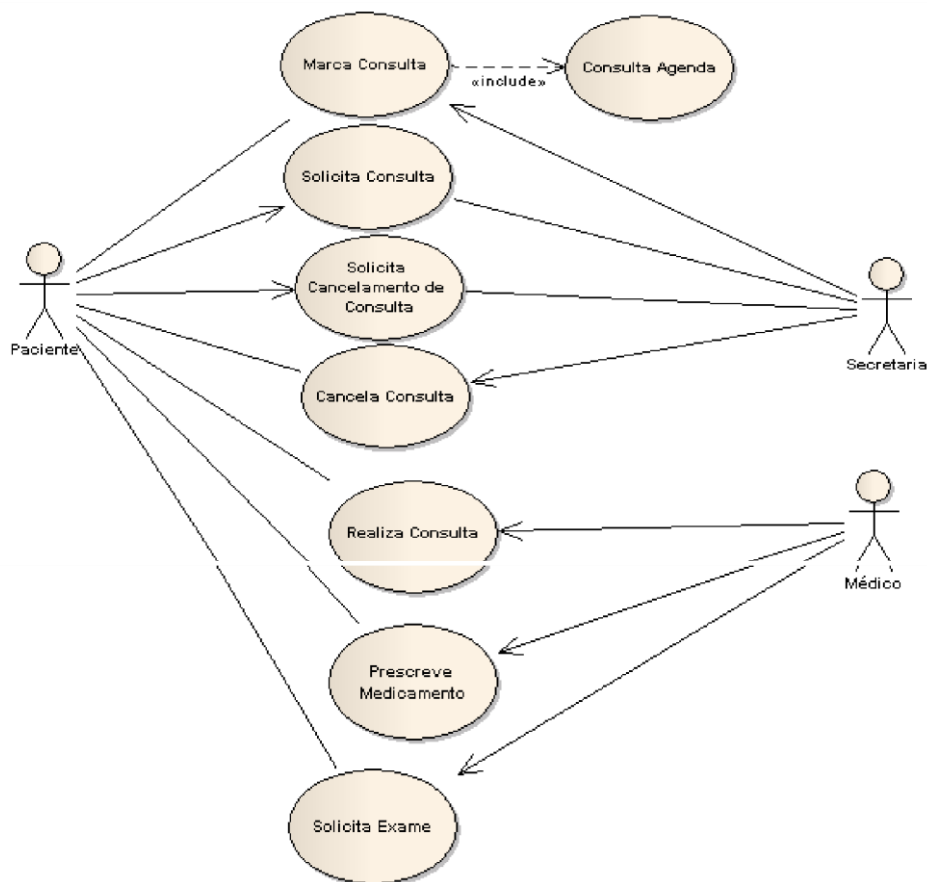 Marca Consulta
«include»
Consulta Agenda
Solicita Consulta
Solicita
Cancelamento de
Consulta
Paciente
Secretaria
Cancela Consulta
Realiza Consulta
Médico
Prescreve
Medicamento
Solicita Exame